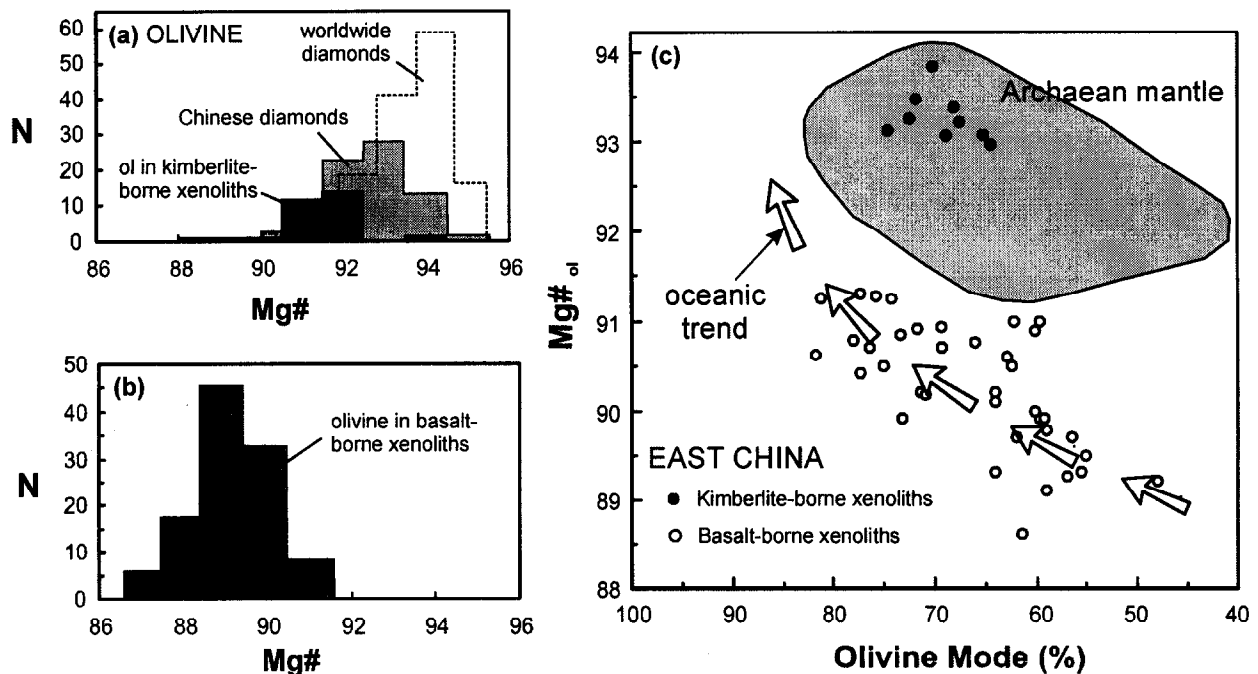 (a) OLIVINE
worldwide
diamonds
Chinese diamonds
ol in kimberlite-
borne xenoliths
N
60
50
40
30
20
10
0
86 88 90 92 94 96
Mg#
(b)
olivine in basalt-
borne xenoliths
N
50
40
30
20
10
0
86 88 90 92 94 96
Mg#
(c)
Archaean mantle
oceanic
trend
EAST CHINA
Kimberlite-borne xenoliths
Basalt-borne xenoliths
Mg#ol
94
93
92
91
90
89
88
100 90 80 70 60 50 40
Olivine Mode (%)